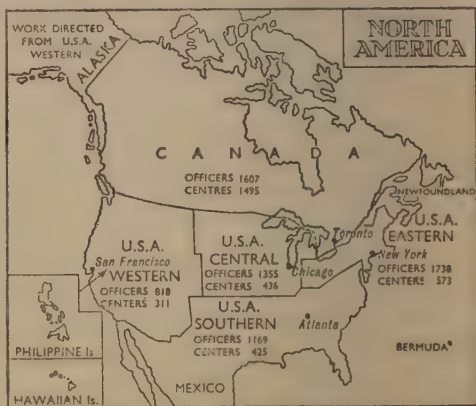 WORK DIRECTED
FROM U.S.A.
WESTERN
ALASKA
NORTH
AMERICA
CANADA
OFFICERS 1607
CENTRES 1495
NEWFOUNDLAND
Toronto
U.S.A.
EASTERN
New York
OFFICERS 1738
CENTERS 573
U.S.A.
San Francisco
WESTERN
OFFICERS 818
CENTERS 311
U.S.A.
CENTRAL
OFFICERS 1355
Chicago
CENTERS 436
U.S.A.
SOUTHERN
OFFICERS 1169
CENTERS 425
Atlanta
BERMUDA
MEXICO
PHILIPPINE Is.
HAWAIIAN Is.